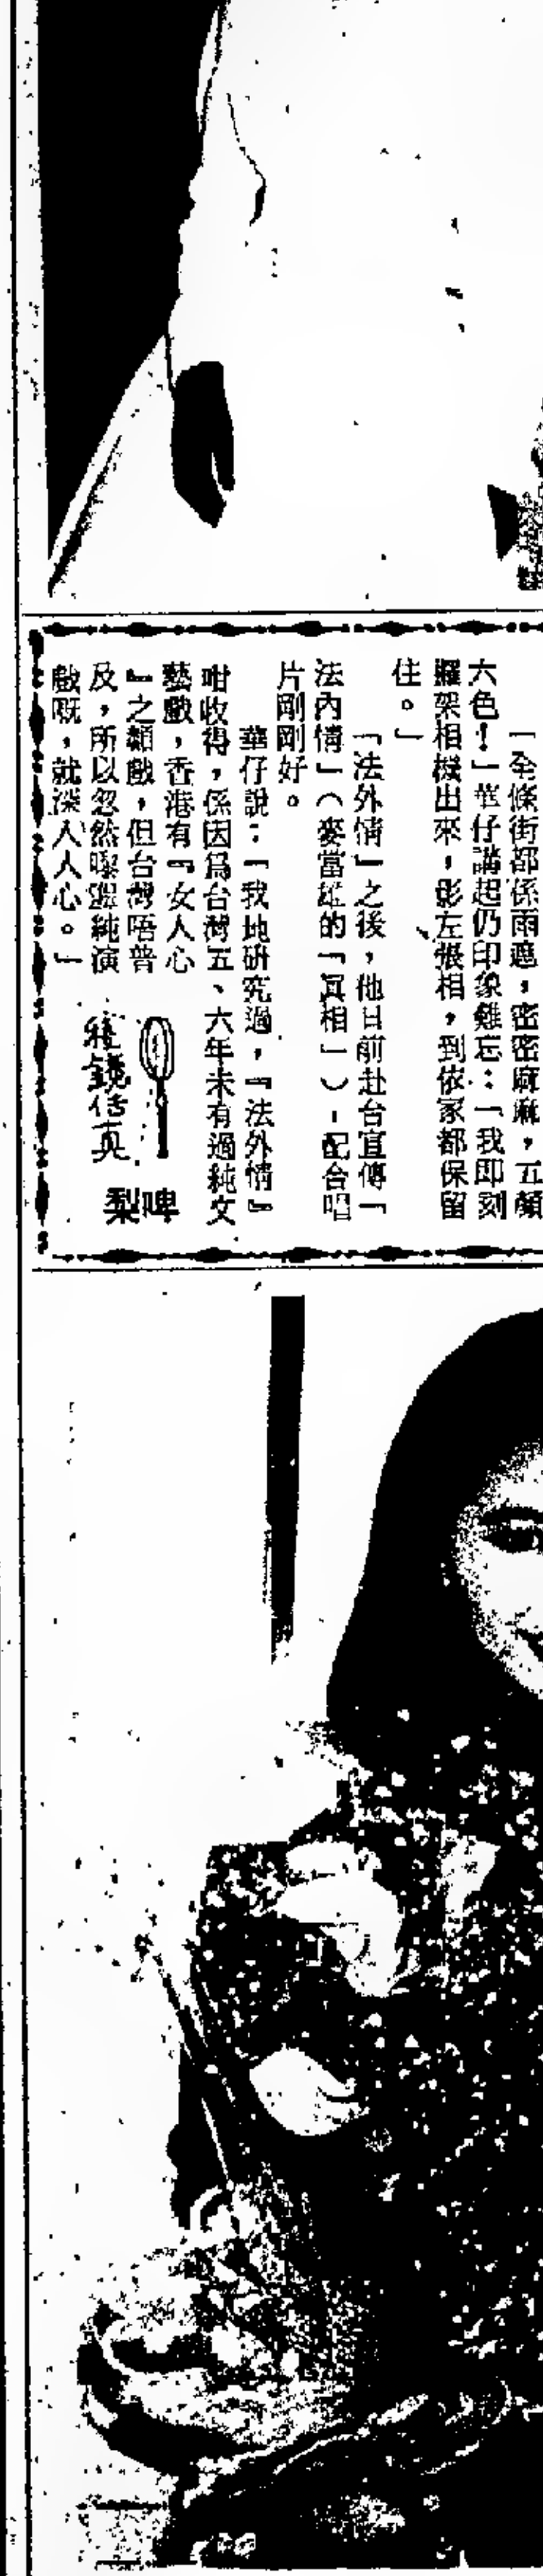 「全條街都係雨遮，密密麻麻，五顏
六色！」華仔講起仍印象難忘：「我即刻
羅架相機出來，影左張相，到依家都保留
住。」
「法外情」之後，他日前赴台宣傳「
法內情」（麥當雄的「真相」），配合唱
片剛剛好。
華仔說：「我地研究過，『法外情』
咁收得，係因爲台灣五、六年未有過純文
藝戲，香港有『女人心
』之類戲，但台灣唔普
及，所以忽然嚟齣純演
戲嘅，就深入人心。」
鏡
梨啤